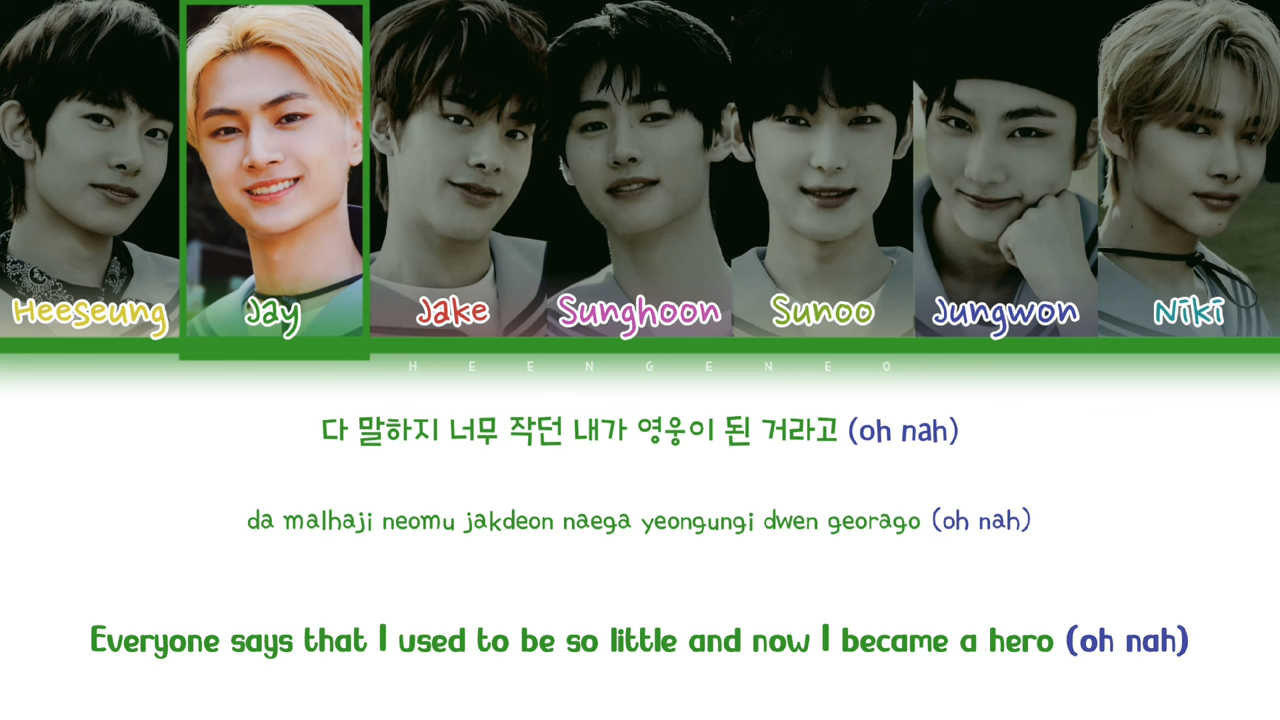 Heeseung Jay Jake Sunghoon Sunoo Jungwon Niki
HEENGENEO
다 말하지 너무 작던 내가 영웅이 된 거라고 (oh nah)
da malhaji neomu jakdeon naega yeongungi dwen georago (oh nah)
Everyone says that I used to be so little and now I became a hero (oh nah)